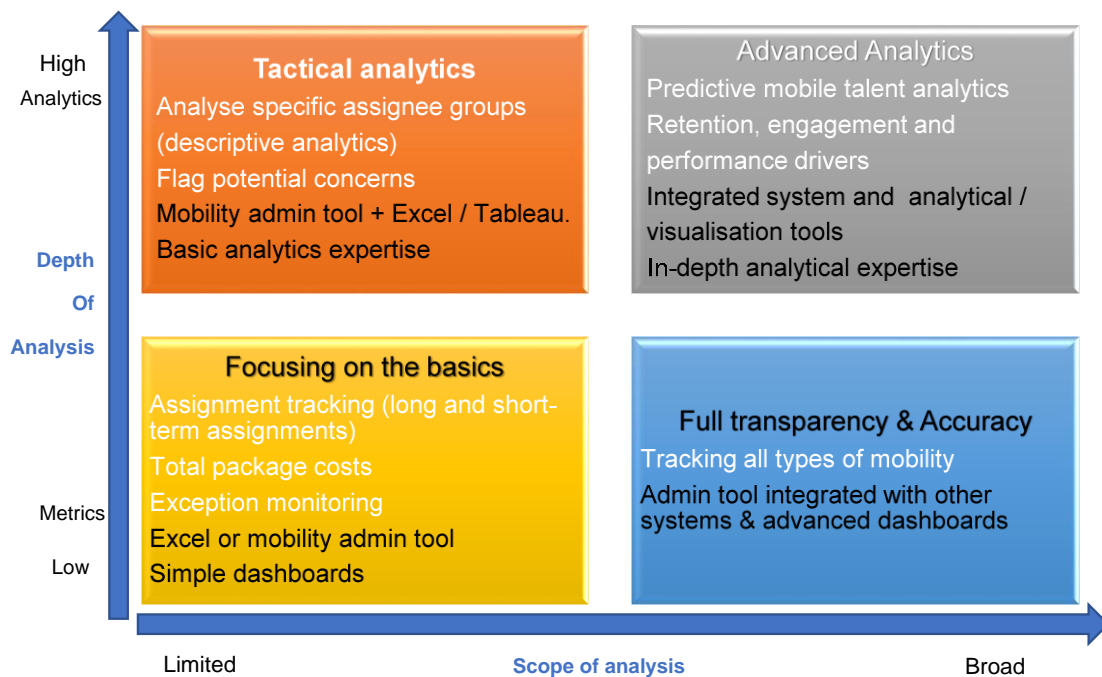 High
Analytics
Depth
Of
Analysis
Metrics
Low
Tactical analytics
Analyse specific assignee groups
(descriptive analytics)
Flag potential concerns
Mobility admin tool + Excel / Tableau.
Basic analytics expertise
Advanced Analytics
Predictive mobile talent analytics
Retention, engagement and
performance drivers
Integrated system and analytical /
visualisation tools
In-depth analytical expertise
Focusing on the basics
Assignment tracking (long and short-
term assignments)
Total package costs
Exception monitoring
Excel or mobility admin tool
Simple dashboards
Full transparency & Accuracy
Tracking all types of mobility
Admin tool integrated with other
systems & advanced dashboards
Limited
Scope of analysis
Broad